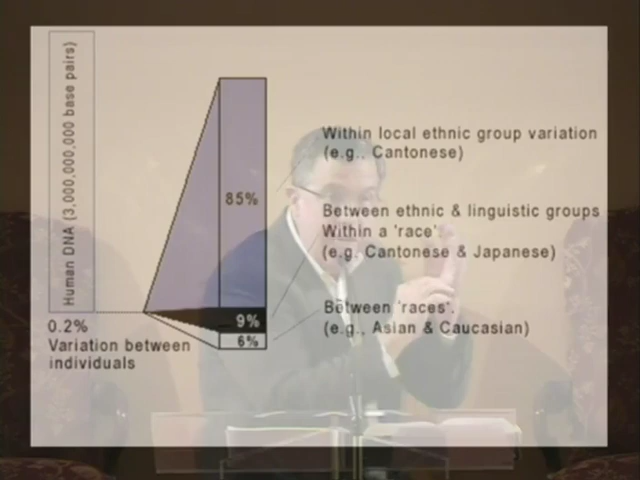 Human DNA (3,000,000,000 base pairs)
0.2%
Variation between
individuals
85%
9%
6%
Within local ethnic group variation
(e.g., Cantonese)
Between ethnic & linguistic groups
Within a 'race'.
(e.g., Cantonese & Japanese)
Between 'races'.
(e.g., Asian & Caucasian)